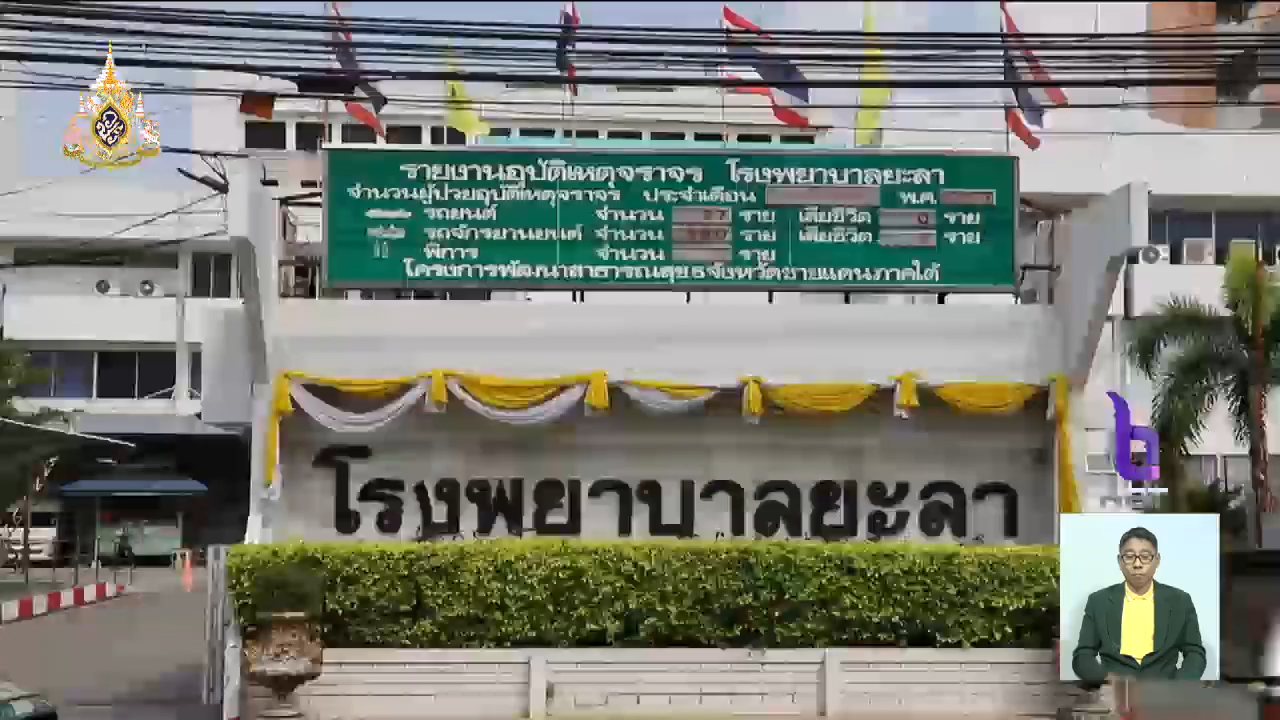 รายงานอุบัติเหตุจราจร โรงพยาบาลยะลา
จำนวนผู้ป่วยอุบัติเหตุจราจร ประจำเดือน พ.ศ.
รถยนต์ จำนวน 27 ราย เสียชีวิต 0 ราย
รถจักรยานยนต์ จำนวน ราย เสียชีวิต ราย
พิการ จำนวน ราย
โครงการพัฒนาสาธารณสุข 5 จังหวัดชายแดนภาคใต้
โรงพยาบาลยะลา